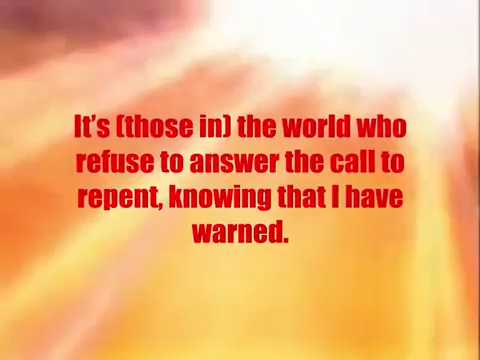 It’s (those in) the world who
refuse to answer the call to
repent, knowing that I have
warned.